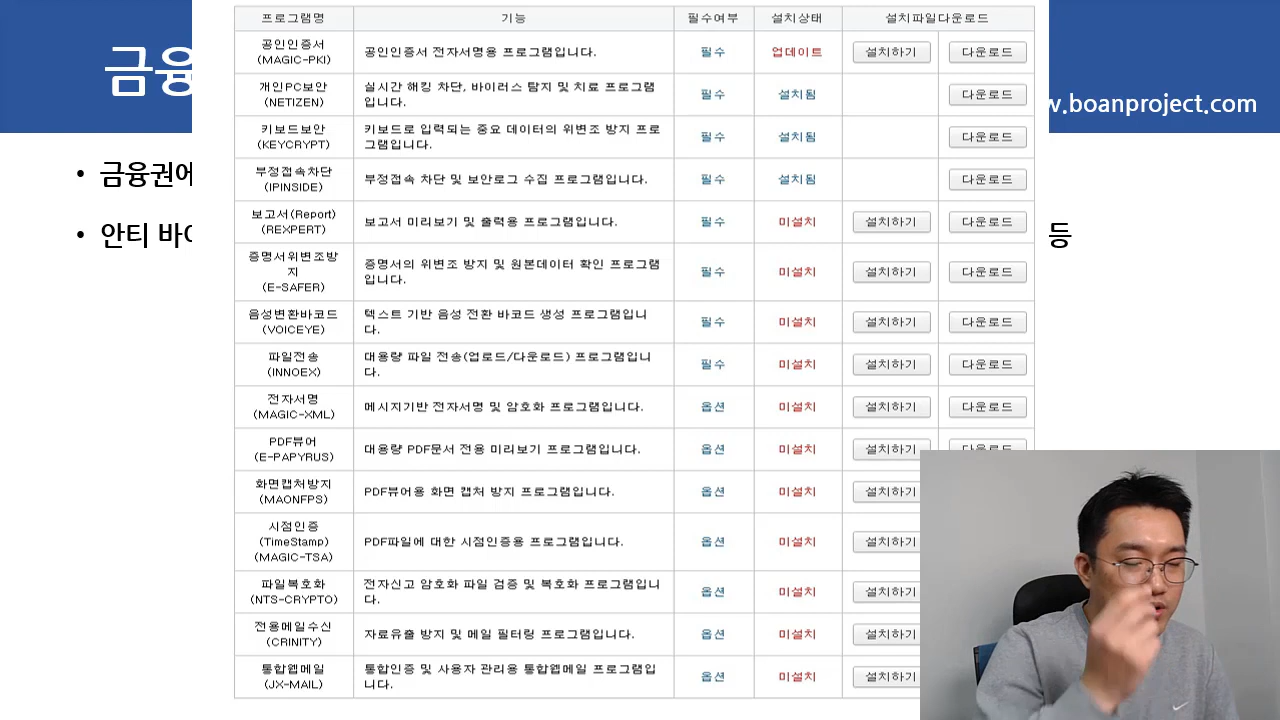 금융
w.boanproject.com
• 금융권에
• 안티 바이
등
프로그램명 기능 필수여부 설치상태 설치파일다운로드
공인인증서
(MAGIC-PKI)
공인인증서 전자서명용 프로그램입니다.
필수 업데이트 설치하기 다운로드
개인PC보안
(NETIZEN)
실시간 해킹 차단, 바이러스 탐지 및 치료 프로그램
입니다.
필수 설치됨 다운로드
키보드보안
(KEYCRYPT)
키보드로 입력되는 중요 데이터의 위변조 방지 프로
그램입니다.
필수 설치됨 다운로드
부정접속차단
(IPINSIDE)
부정접속 차단 및 보안로그 수집 프로그램입니다.
필수 설치됨 다운로드
보고서(Report)
(REXPERT)
보고서 미리보기 및 출력용 프로그램입니다.
필수 미설치 설치하기 다운로드
증명서위변조방
지
(E-SAFER)
증명서의 위변조 방지 및 원본데이터 확인 프로그램
입니다.
필수 미설치 설치하기 다운로드
음성변환바코드
(VOICEYE)
텍스트 기반 음성 전환 바코드 생성 프로그램입니
다.
필수 미설치 설치하기 다운로드
파일전송
(INNOEX)
대용량 파일 전송(업로드/다운로드) 프로그램입니
다.
필수 미설치 설치하기 다운로드
전자서명
(MAGIC-XML)
메시지기반 전자서명 및 암호화 프로그램입니다.
옵션 미설치 설치하기 다운로드
PDF뷰어
(E-PAPYRUS)
대용량 PDF문서 전용 미리보기 프로그램입니다.
옵션 미설치 설치하기 다운로드
화면캡처방지
(MAONFPS)
PDF뷰어용 화면 캡처 방지 프로그램입니다.
옵션 미설치 설치하기
시점인증
(TimeStamp)
(MAGIC-TSA)
PDF파일에 대한 시점인증용 프로그램입니다.
옵션 미설치 설치하기
파일복호화
(NTS-CRYPTO)
전자신고 암호화 파일 검증 및 복호화 프로그램입니
다.
옵션 미설치 설치하기
전용메일수신
(CRINITY)
자료유출 방지 및 메일 필터링 프로그램입니다.
옵션 미설치 설치하기
통합웹메일
(JX-MAIL)
통합인증 및 사용자 관리용 통합웹메일 프로그램입
니다.
옵션 미설치 설치하기